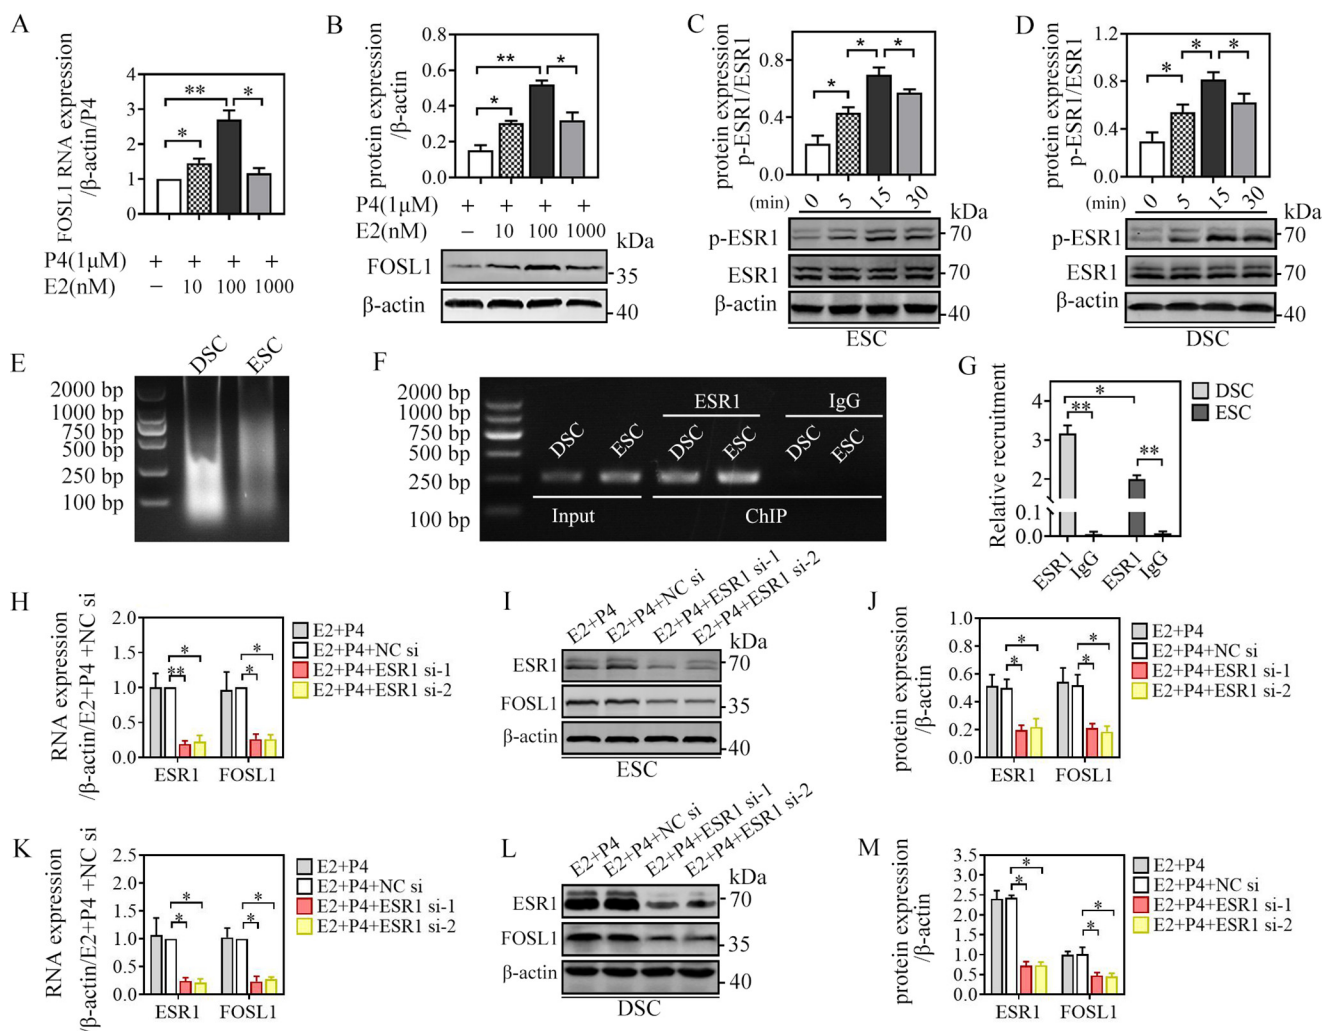 A
FOSL1 RNA expression
/β-actin/P4
4
3
2
1
0
**
*
*
P4(1μM) + + + +
E2(nM) − 10 100 1000
B
protein expression
/β-actin
0.8
0.6
0.4
0.2
0.0
**
*
*
P4(1μM) + + + +
E2(nM) − 10 100 1000
kDa
FOSL1
35
β-actin
40
C
protein expression
p-ESR1/ESR1
0.8
0.4
0.0
*
*
*
(min) 0 5 15 30
kDa
p-ESR1
70
ESR1
70
β-actin
40
ESC
D
protein expression
p-ESR1/ESR1
1.2
0.8
0.4
0.0
*
*
*
(min) 0 5 15 30
kDa
p-ESR1
70
ESR1
70
β-actin
40
DSC
E
DSC ESC
2000 bp
1000 bp
750 bp
500 bp
250 bp
100 bp
F
2000 bp
1000 bp
750 bp
500 bp
250 bp
100 bp
ESR1 IgG
DSC ESC DSC ESC DSC ESC
Input ChIP
G
Relative recruitment
4
3
2
0.1
0.0
*
**
**
DSC
ESC
ESR1 IgG ESR1 IgG
H
RNA expression
/β-actin/E2+P4 +NC si
2.0
1.5
1.0
0.5
0.0
*
**
*
*
ESR1 FOSL1
E2+P4
E2+P4+NC si
E2+P4+ESR1 si-1
E2+P4+ESR1 si-2
I
E2+P4 E2+P4+NC si E2+P4+ESR1 si-1 E2+P4+ESR1 si-2
kDa
ESR1
70
FOSL1
35
β-actin
40
ESC
J
protein expression
/β-actin
1.0
0.8
0.6
0.4
0.2
0.0
*
*
*
*
ESR1 FOSL1
E2+P4
E2+P4+NC si
E2+P4+ESR1 si-1
E2+P4+ESR1 si-2
K
RNA expression
/β-actin/E2+P4 +NC si
2.5
2.0
1.5
1.0
0.5
0.0
*
*
*
*
ESR1 FOSL1
E2+P4
E2+P4+NC si
E2+P4+ESR1 si-1
E2+P4+ESR1 si-2
L
E2+P4 E2+P4+NC si E2+P4+ESR1 si-1 E2+P4+ESR1 si-2
kDa
ESR1
70
FOSL1
35
β-actin
40
DSC
M
protein expression
/β-actin
3.5
3.0
2.5
2.0
1.5
1.0
0.5
0.0
*
*
*
*
ESR1 FOSL1
E2+P4
E2+P4+NC si
E2+P4+ESR1 si-1
E2+P4+ESR1 si-2